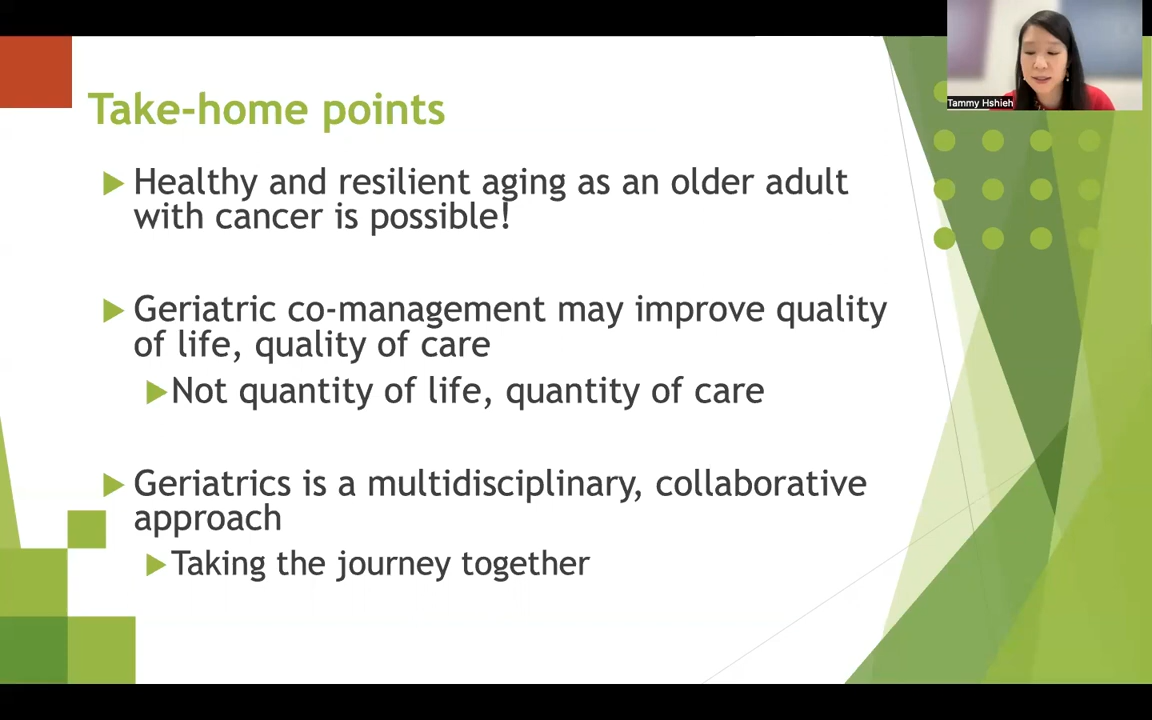 Tammy Hshieh
Take-home points
Healthy and resilient aging as an older adult
with cancer is possible!
Geriatric co-management may improve quality
of life, quality of care
Not quantity of life, quantity of care
Geriatrics is a multidisciplinary, collaborative
approach
Taking the journey together